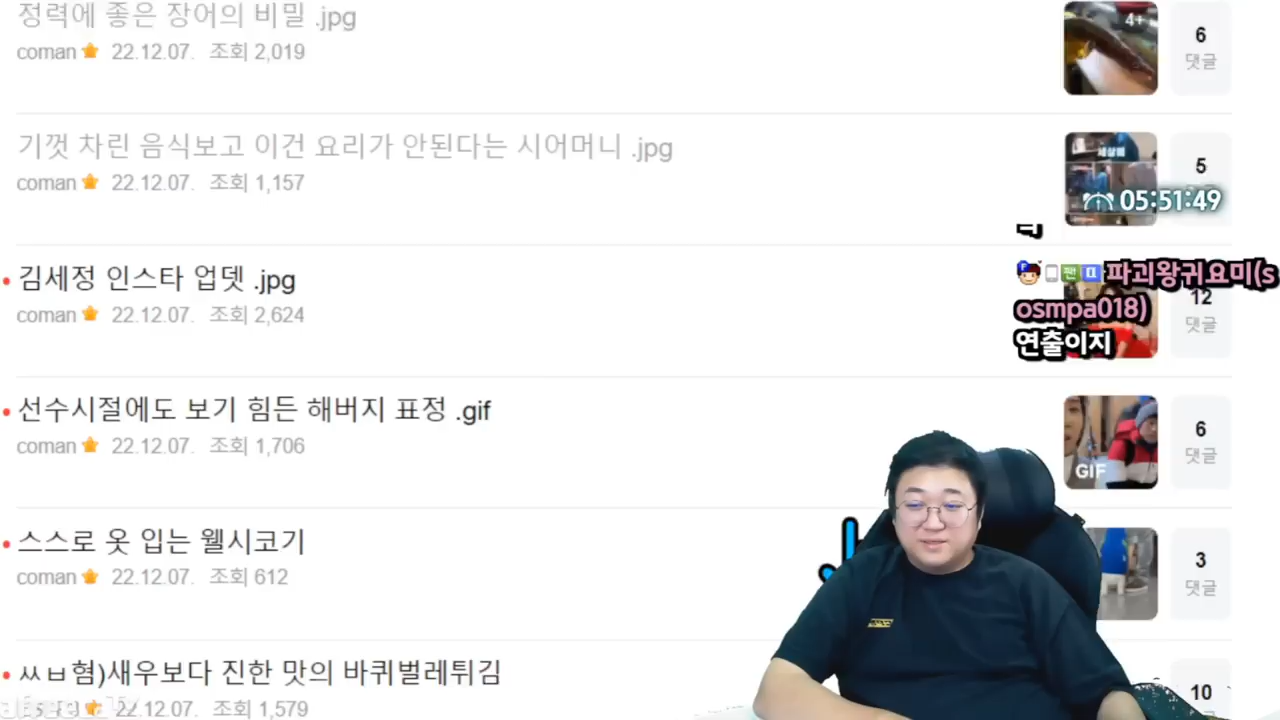 정력에 좋은 장어의 비밀 .jpg
coman 22.12.07. 조회 2,019
4+
6
댓글
기껏 차린 음식보고 이건 요리가 안된다는 시어머니 .jpg
coman 22.12.07. 조회 1,157
5
05:51:49
김세정 인스타 업뎃 .jpg
coman 22.12.07. 조회 2,624
12
댓글
팬 파괴왕귀요미(s
osmpa018)
연출이지
선수시절에도 보기 힘든 해버지 표정 .gif
coman 22.12.07. 조회 1,706
GIF
6
댓글
스스로 옷 입는 웰시코기
coman 22.12.07. 조회 612
3
댓글
ㅆㅂ혐)새우보다 진한 맛의 바퀴벌레튀김
22.12.07. 조회 1,579
10